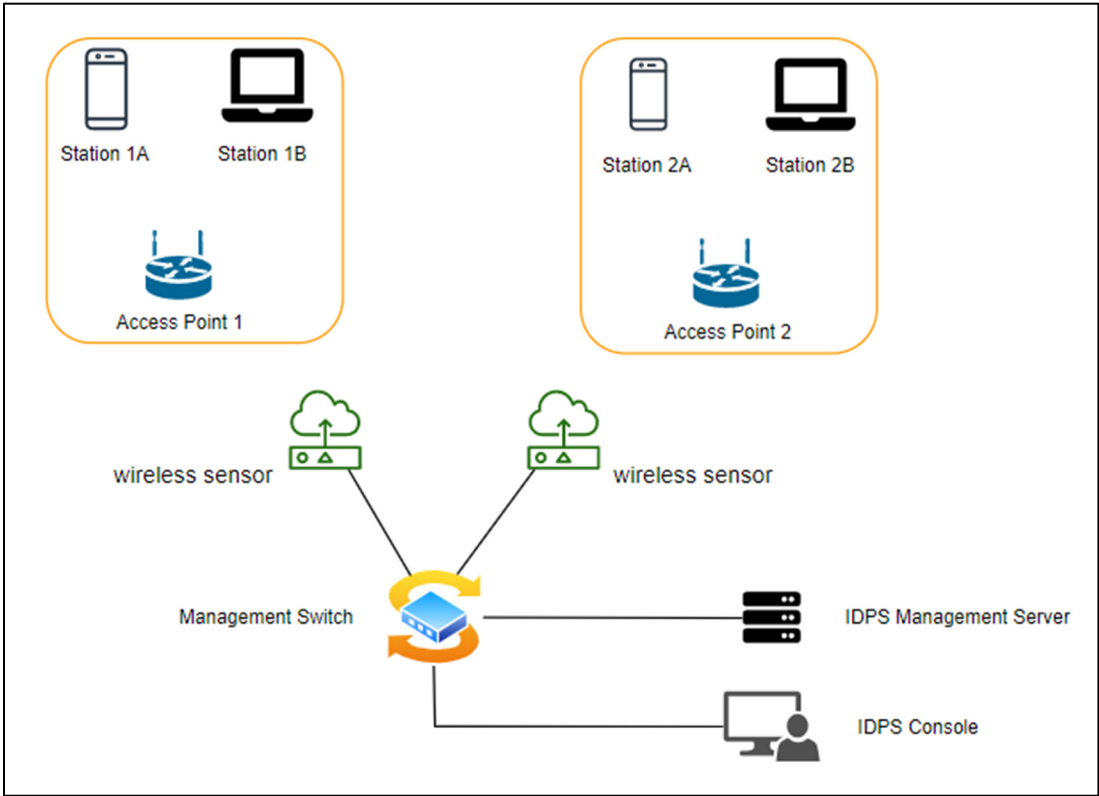 Station 1A
Station 1B
Station 2A
Station 2B
Access Point 1
Access Point 2
wireless sensor
wireless sensor
Management Switch
IDPS Management Server
IDPS Console